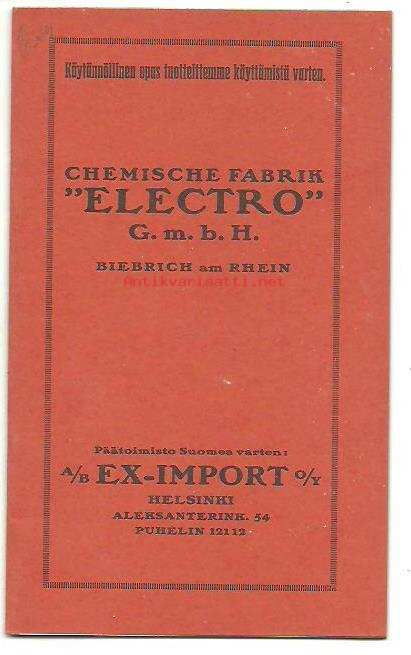 Käytännöllinen opas tuotteittemme käyttämistä varten.
CHEMISCHE FABRIK
"ELECTRO"
G. m. b. H.
BIEBRICH am RHEIN
Antikvariaatti.net
Päätoimisto Suomea varten:
A/B EX-IMPORT O/Y
HELSINKI
ALEKSANTERINK. 54
PUHELIN 12112